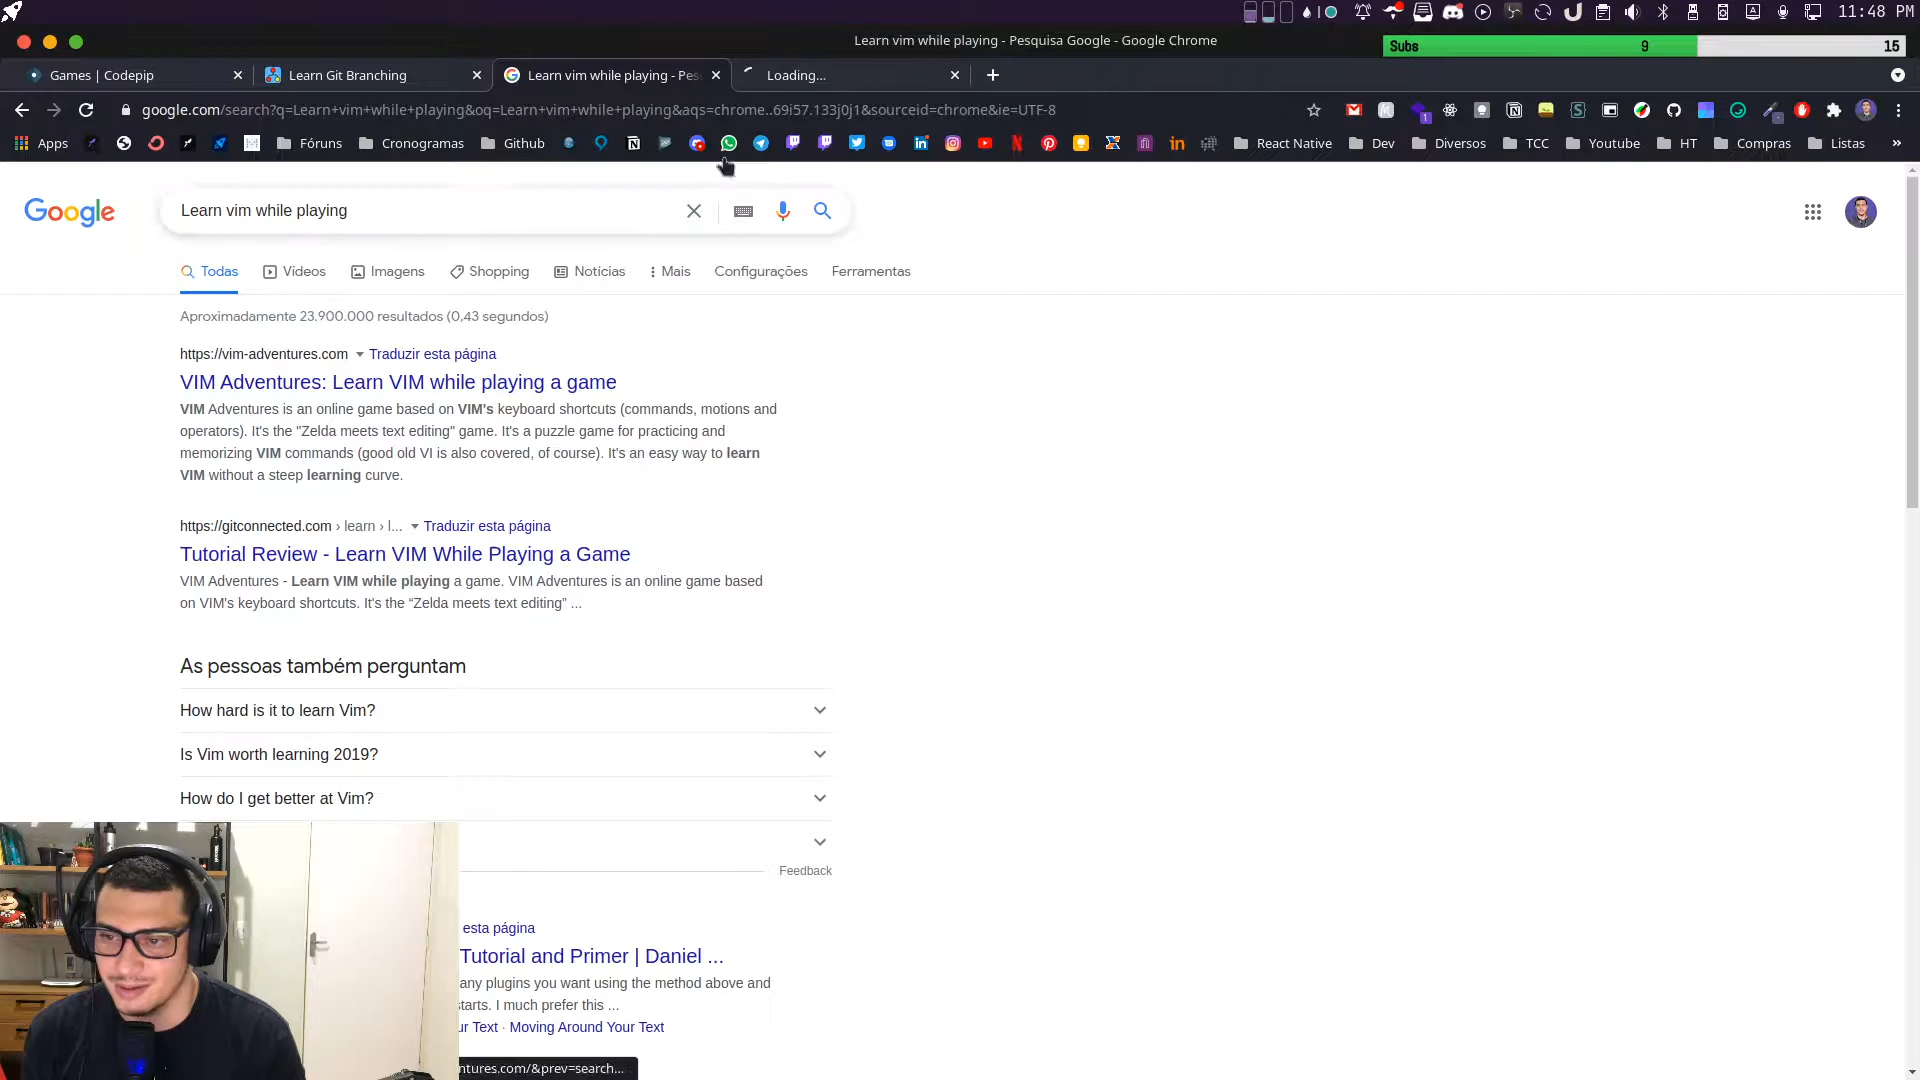 11:48 PM
Learn vim while playing - Pesquisa Google - Google Chrome
Subs 9 15
Games | Codepip
Learn Git Branching
Learn vim while playing - Pes
Loading...
google.com/search?q=Learn+vim+while+playing&oq=Learn+vim+while+playing&aqs=chrome..69i57.133j0j1&sourceid=chrome&ie=UTF-8
Apps Fóruns Cronogramas Github React Native Dev Diversos TCC Youtube HT Compras Listas »
Google
Learn vim while playing
Todas Vídeos Imagens Shopping Notícias Mais Configurações Ferramentas
Aproximadamente 23.900.000 resultados (0,43 segundos)
https://vim-adventures.com Traduzir esta página
VIM Adventures: Learn VIM while playing a game
VIM Adventures is an online game based on VIM's keyboard shortcuts (commands, motions and
operators). It's the "Zelda meets text editing" game. It's a puzzle game for practicing and
memorizing VIM commands (good old VI is also covered, of course). It's an easy way to learn
VIM without a steep learning curve.
https://gitconnected.com › learn › l... Traduzir esta página
Tutorial Review - Learn VIM While Playing a Game
VIM Adventures - Learn VIM while playing a game. VIM Adventures is an online game based
on VIM's keyboard shortcuts. It's the “Zelda meets text editing” ...
As pessoas também perguntam
How hard is it to learn Vim?
Is Vim worth learning 2019?
How do I get better at Vim?
Feedback
esta página
Tutorial and Primer | Daniel ...
any plugins you want using the method above and
starts. I much prefer this ...
ur Text · Moving Around Your Text
ntures.com/&prev=search...